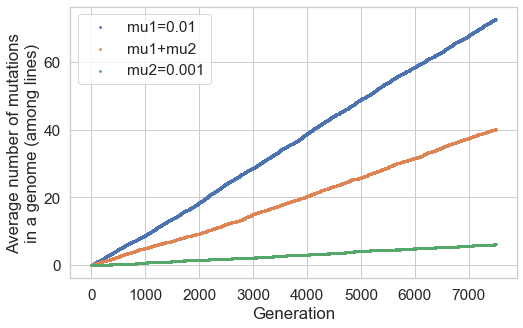 mu1=0.01
mu1+mu2
mu2=0.001
Average number of mutations
in a genome (among lines)
60
40
20
0
0 1000 2000 3000 4000 5000 6000 7000
Generation